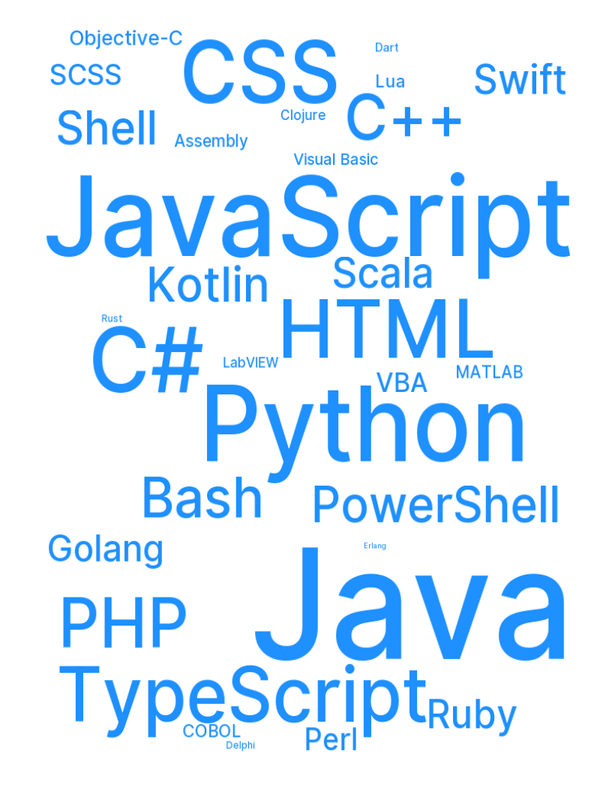 Objective-C
CSS
Dart
SCSS
Lua
Swift
C++
Clojure
Shell
Assembly
Visual Basic
JavaScript
Kotlin
Scala
HTML
Rust
C#
LabVIEW
MATLAB
VBA
Python
Bash
PowerShell
Golang
Erlang
Java
PHP
TypeScript
Ruby
COBOL
Perl
Delphi